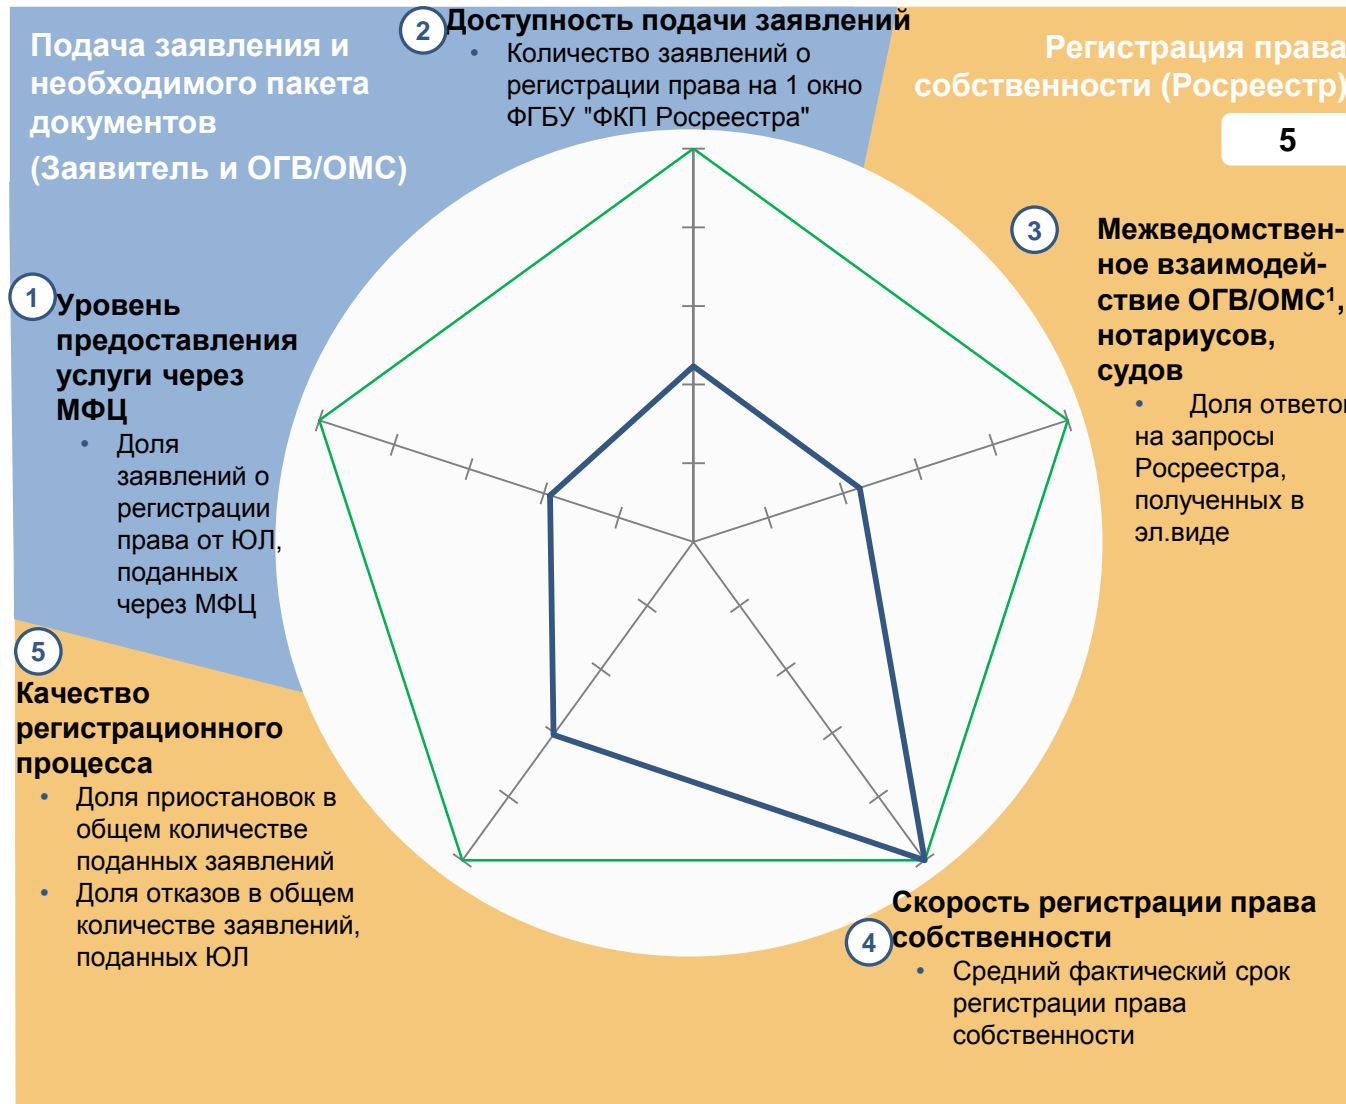 Подача заявления и
необходимого пакета
документов
(Заявитель и ОГВ/ОМС)
2
Доступность подачи заявлений
• Количество заявлений о
регистрации права на 1 окно
ФГБУ "ФКП Росреестра"
Регистрация права
собственности (Росреестр)
5
1
Уровень
предоставления
услуги через
МФЦ
• Доля
заявлений о
регистрации
права от ЮЛ,
поданных
через МФЦ
3
Межведомствен-
ное взаимодей-
ствие ОГВ/ОМС¹,
нотариусов,
судов
• Доля ответов
на запросы
Росреестра,
полученных в
эл.виде
5
Качество
регистрационного
процесса
• Доля приостановок в
общем количестве
поданных заявлений
• Доля отказов в общем
количестве заявлений,
поданных ЮЛ
4
Скорость регистрации права
собственности
• Средний фактический срок
регистрации права
собственности